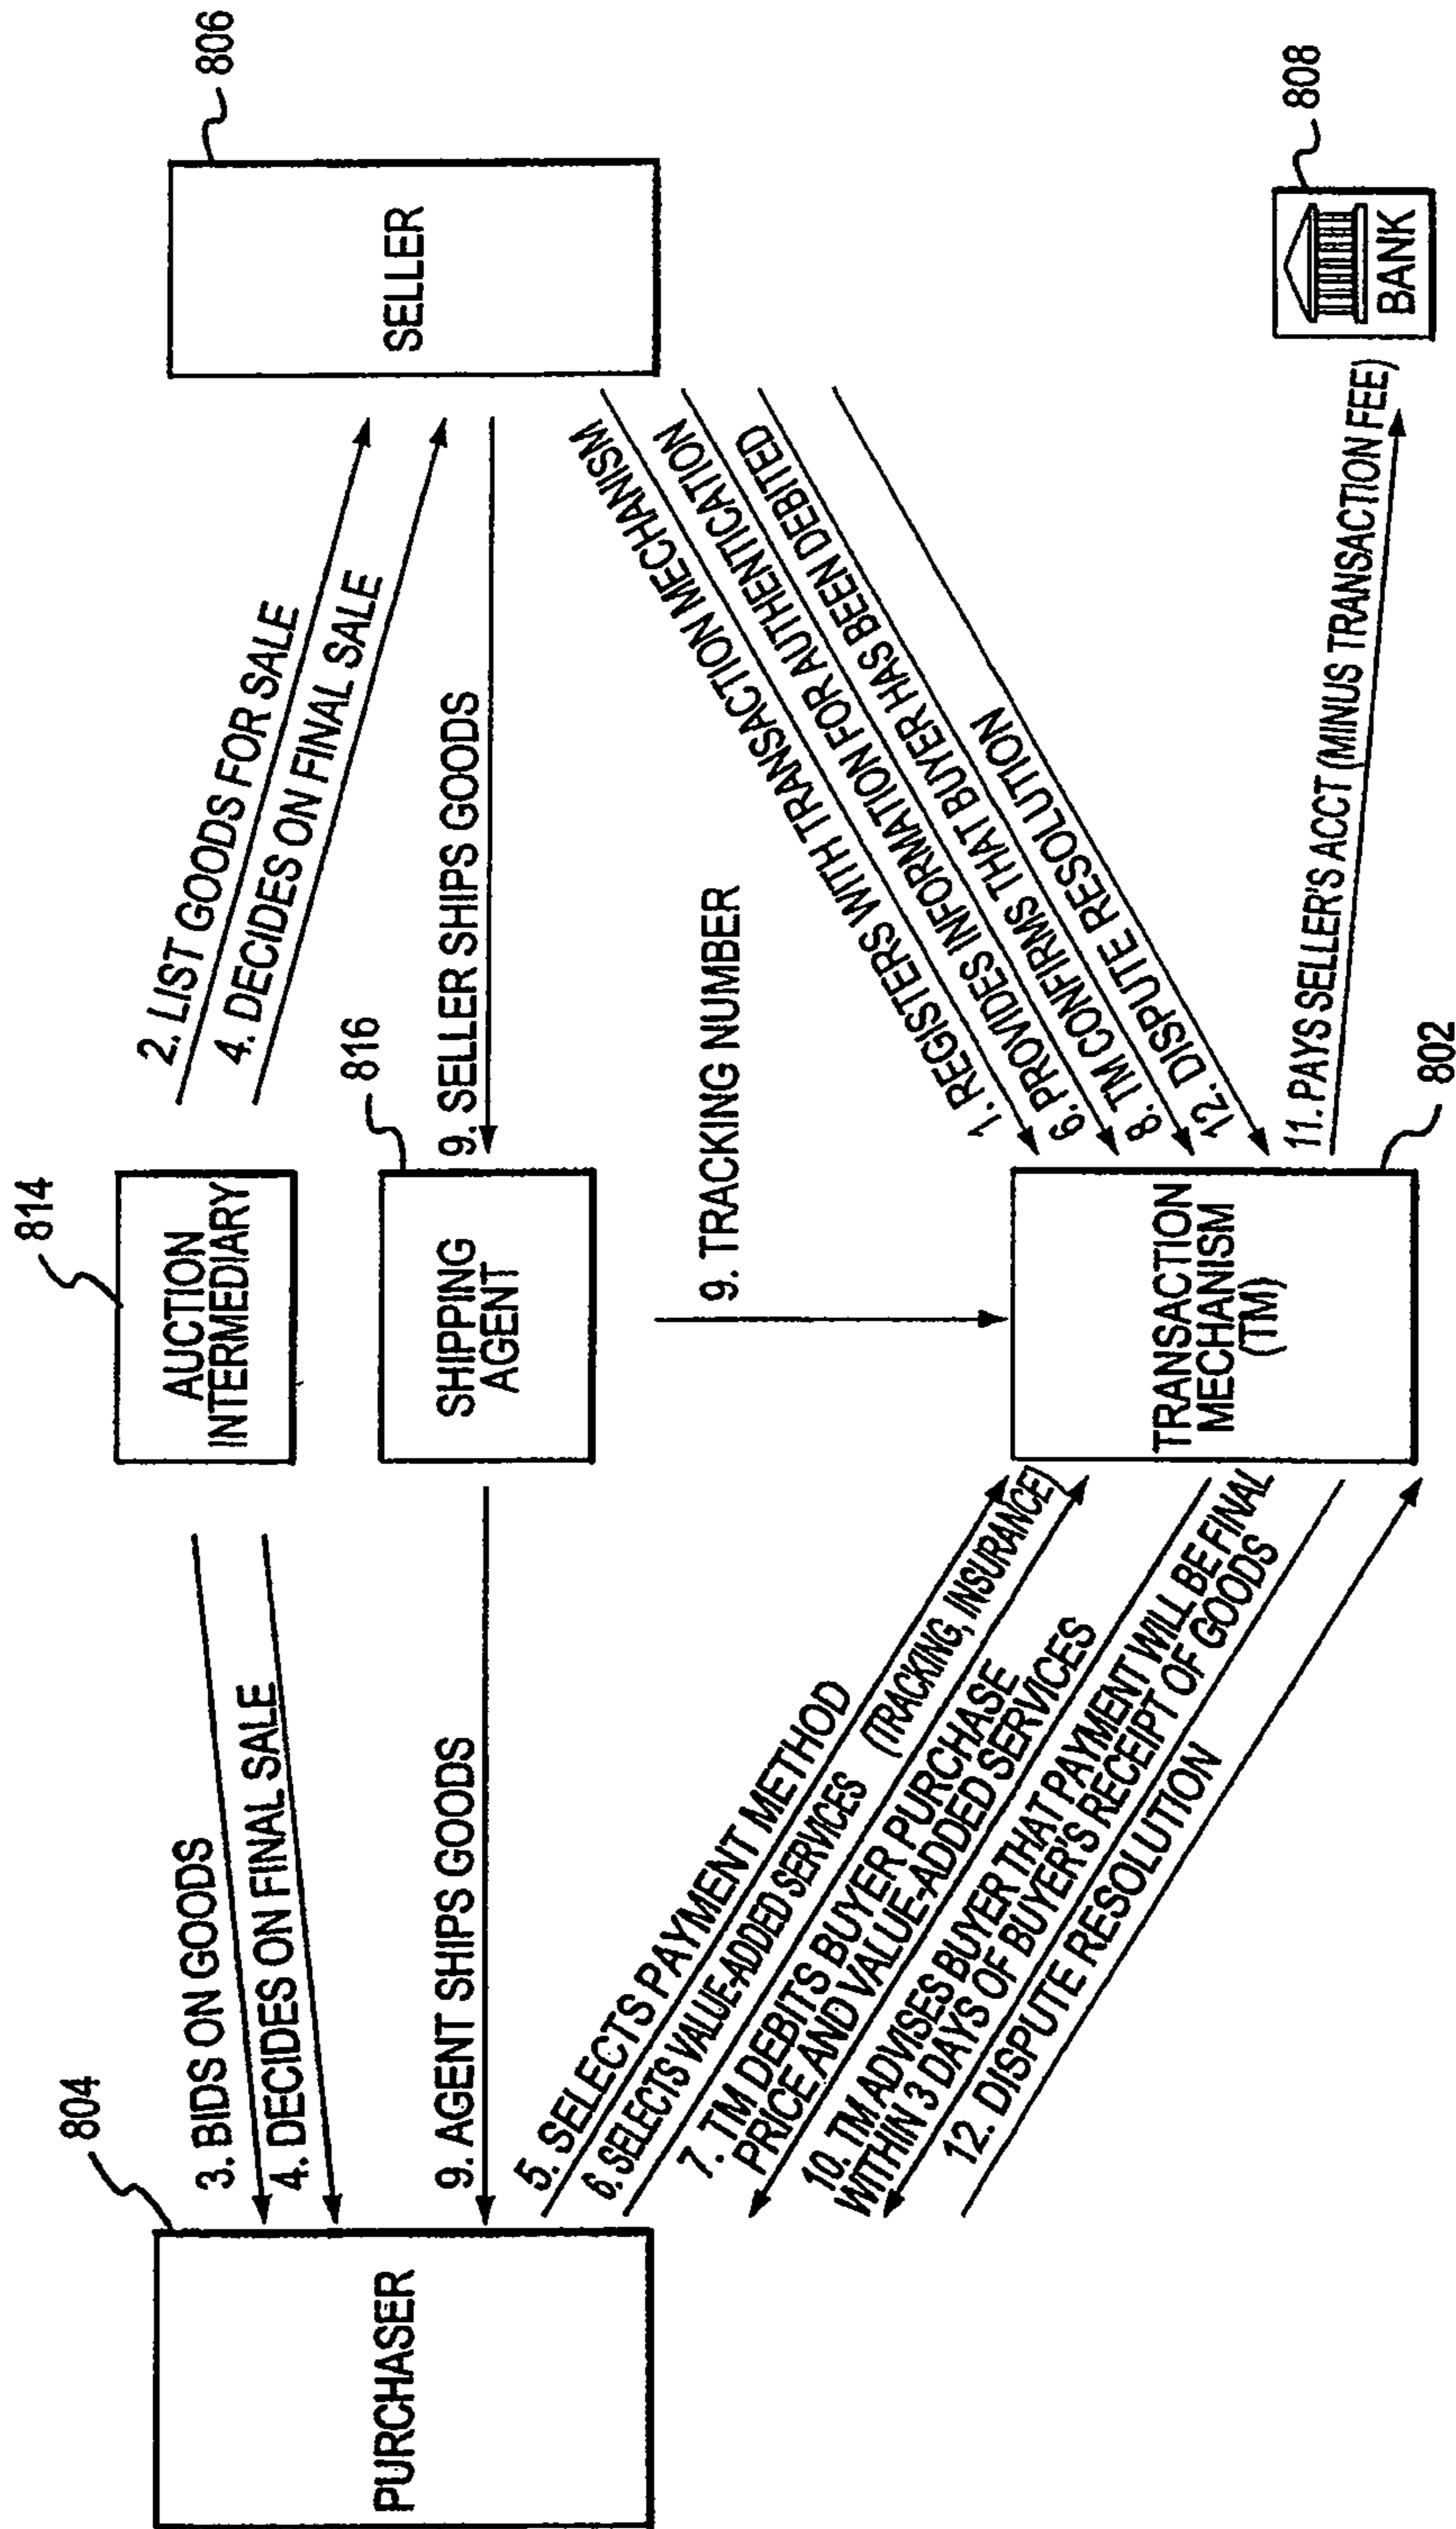 804
PURCHASER
3. BIDS ON GOODS
4. DECIDES ON FINAL SALE
9. AGENT SHIPS GOODS
814
AUCTION
INTERMEDIARY
816
SHIPPING
AGENT
2. LIST GOODS FOR SALE
4. DECIDES ON FINAL SALE
9. SELLER SHIPS GOODS
806
SELLER
9. TRACKING NUMBER
5. SELECTS PAYMENT METHOD
6. SELECTS VALUE-ADDED SERVICES (TRACKING, INSURANCE)
7. TM DEBITS BUYER PURCHASE
PRICE AND VALUE-ADDED SERVICES
10. TM ADVISES BUYER THAT PAYMENT WILL BE FINAL
WITHIN 3 DAYS OF BUYER'S RECEIPT OF GOODS
12. DISPUTE RESOLUTION
TRANSACTION
MECHANISM
(TM)
802
1. REGISTERS WITH TRANSACTION MECHANISM
6. PROVIDES INFORMATION FOR AUTHENTICATION
8. TM CONFIRMS THAT BUYER HAS BEEN DEBITED
12. DISPUTE RESOLUTION
11. PAYS SELLER'S ACCT (MINUS TRANSACTION FEE)
808
BANK